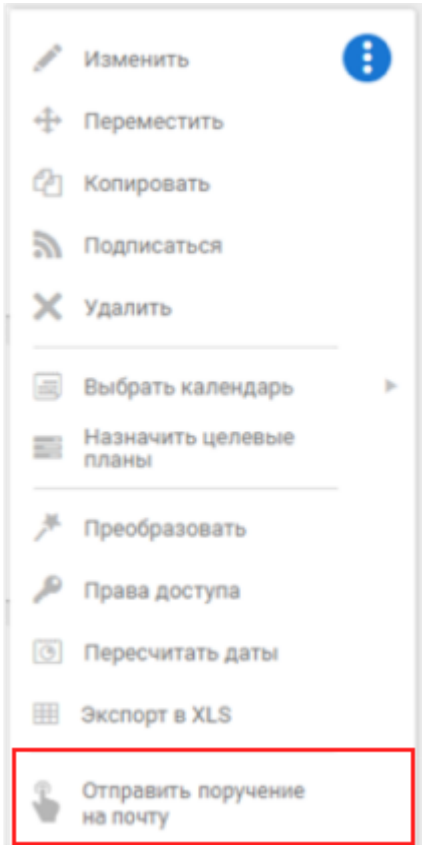 Изменить
Переместить
Копировать
Подписаться
Удалить
Выбрать календарь
Назначить целевые
планы
Преобразовать
Права доступа
Пересчитать даты
Экспорт в XLS
Отправить поручение
на почту